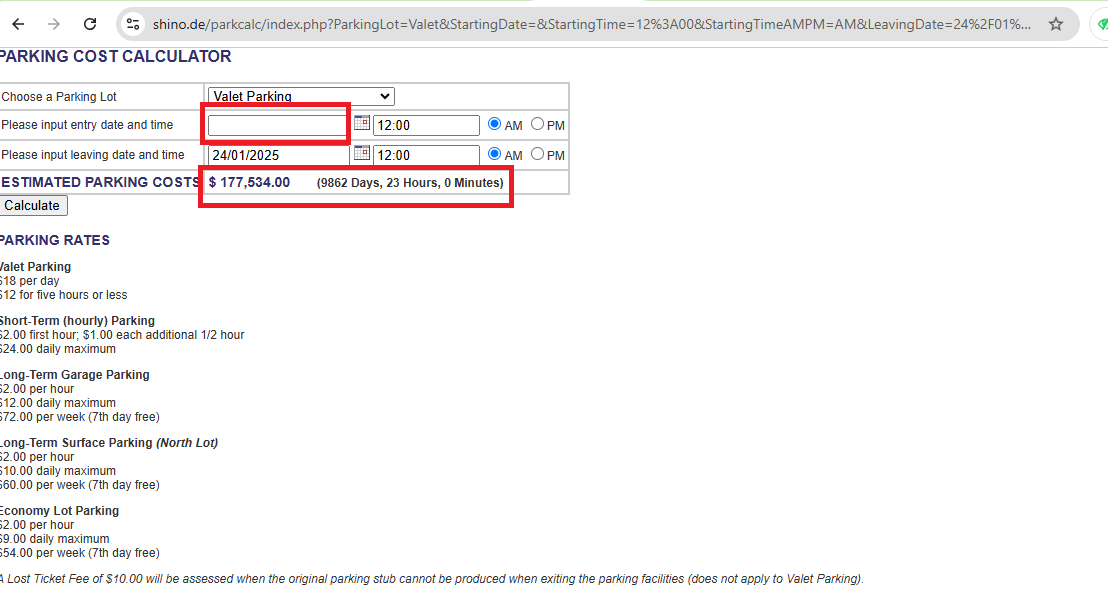 shino.de/parkcalc/index.php?ParkingLot=Valet&StartingDate=&StartingTime=12%3A00&StartingTimeAMPM=AM&LeavingDate=24%2F01%...
PARKING COST CALCULATOR
Choose a Parking Lot Valet Parking
Please input entry date and time 12:00 AM PM
Please input leaving date and time 24/01/2025 12:00 AM PM
ESTIMATED PARKING COSTS $ 177,534.00 (9862 Days, 23 Hours, 0 Minutes)
Calculate
PARKING RATES
Valet Parking
$18 per day
$12 for five hours or less
Short-Term (hourly) Parking
$2.00 first hour; $1.00 each additional 1/2 hour
$24.00 daily maximum
Long-Term Garage Parking
$2.00 per hour
$12.00 daily maximum
$72.00 per week (7th day free)
Long-Term Surface Parking (North Lot)
$2.00 per hour
$10.00 daily maximum
$60.00 per week (7th day free)
Economy Lot Parking
$2.00 per hour
$9.00 daily maximum
$54.00 per week (7th day free)
A Lost Ticket Fee of $10.00 will be assessed when the original parking stub cannot be produced when exiting the parking facilities (does not apply to Valet Parking).